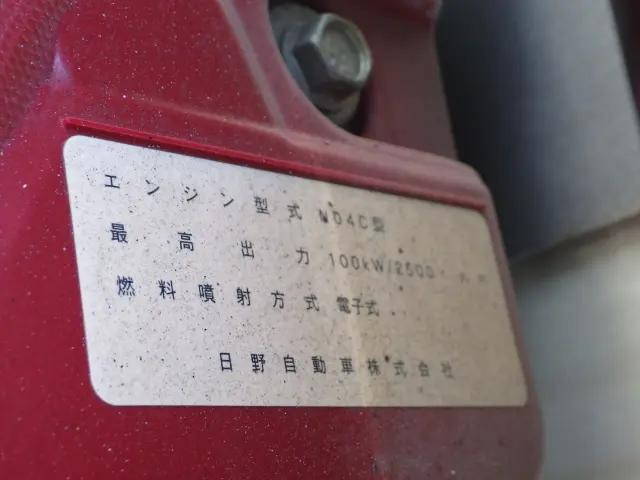 エンジン型式 N04C型
最高出力 100kW/2500
燃料噴射方式 電子式
日野自動車株式会社